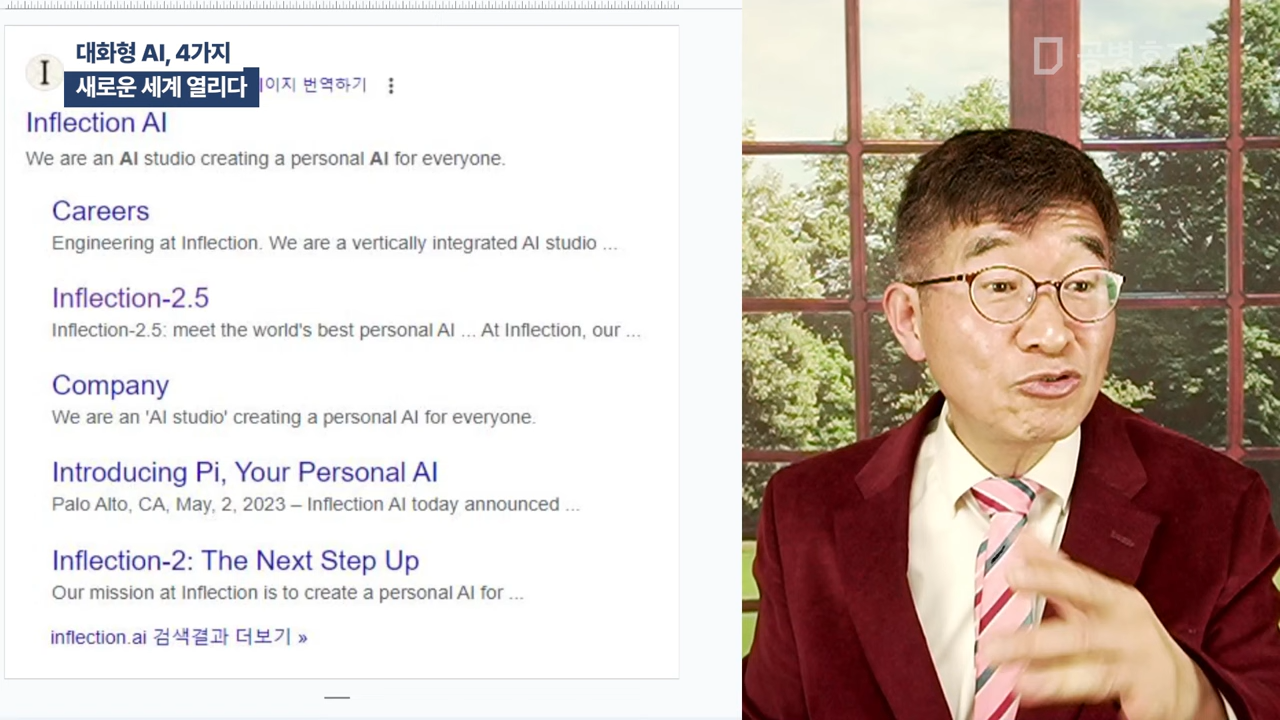 대화형 AI, 4가지
새로운 세계 열리다
이지 번역하기
I
Inflection AI
We are an AI studio creating a personal AI for everyone.
Careers
Engineering at Inflection. We are a vertically integrated AI studio ...
Inflection-2.5
Inflection-2.5: meet the world's best personal AI ... At Inflection, our ...
Company
We are an 'AI studio' creating a personal AI for everyone.
Introducing Pi, Your Personal AI
Palo Alto, CA, May, 2, 2023 – Inflection AI today announced ...
Inflection-2: The Next Step Up
Our mission at Inflection is to create a personal AI for ...
inflection.ai 검색결과 더보기 »
공병호TV